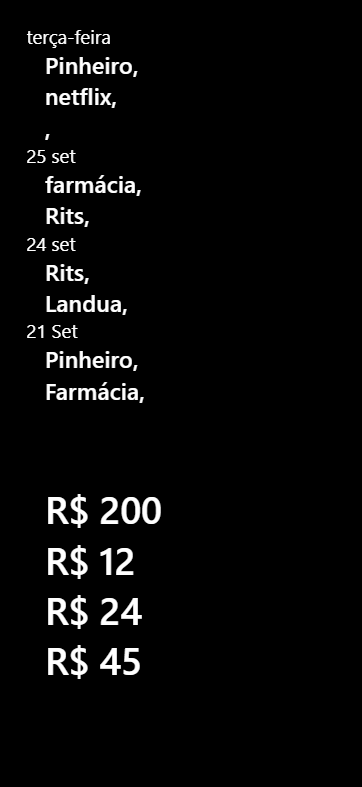 terça-feira
Pinheiro,
netflix,
,
25 set
farmácia,
Rits,
24 set
Rits,
Landua,
21 Set
Pinheiro,
Farmácia,
R$ 200
R$ 12
R$ 24
R$ 45